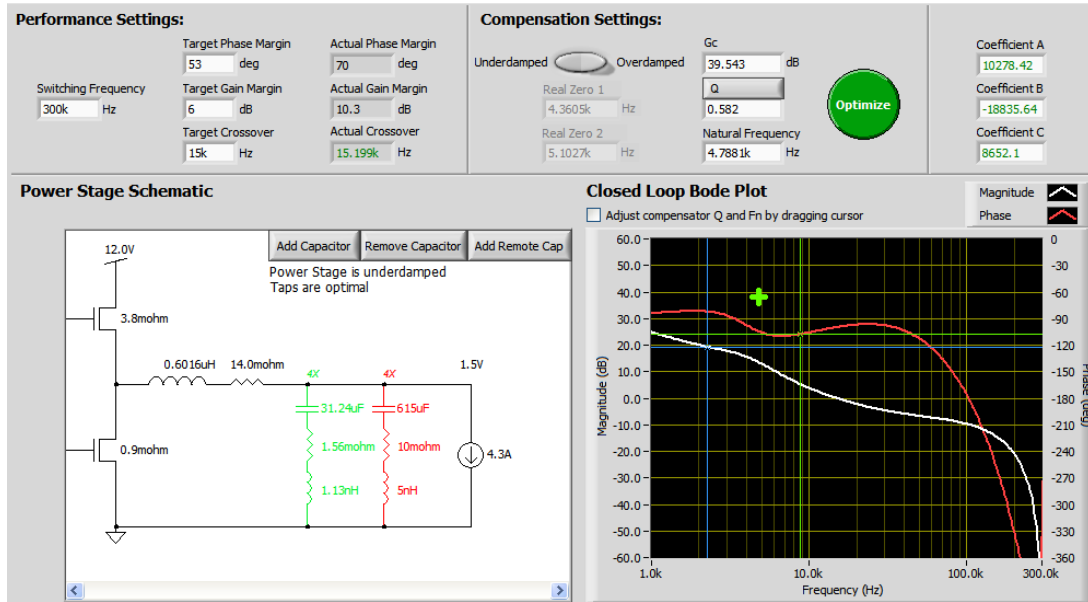 Performance Settings:
Target Phase Margin
Actual Phase Margin
53 deg
70 deg
Switching Frequency
300k Hz
Target Gain Margin
Actual Gain Margin
6 dB
10.3 dB
Target Crossover
Actual Crossover
15k Hz
15.199k Hz
Compensation Settings:
Underdamped
Overdamped
Gc
39.543 dB
Real Zero 1
4.3605k Hz
Q
0.582
Real Zero 2
5.1027k Hz
Natural Frequency
4.7881k Hz
Optimize
Coefficient A
10278.42
Coefficient B
-18835.64
Coefficient C
8652.1
Power Stage Schematic
Add Capacitor
Remove Capacitor
Add Remote Cap
Power Stage is underdamped
Taps are optimal
12.0V
3.8mohm
0.6016uH
14.0mohm
4X
4X
1.5V
31.24uF
615uF
1.56mohm
10mohm
4.3A
0.9mohm
1.13nH
5nH
Closed Loop Bode Plot
Adjust compensator Q and Fn by dragging cursor
Magnitude
Phase
60.0
50.0
40.0
30.0
20.0
10.0
0.0
-10.0
-20.0
-30.0
-40.0
-50.0
-60.0
Magnitude (dB)
0
-30
-60
-90
-120
-150
-180
-210
-240
-270
-300
-330
-360
Phase (deg)
1.0k
10.0k
100.0k
300.0k
Frequency (Hz)